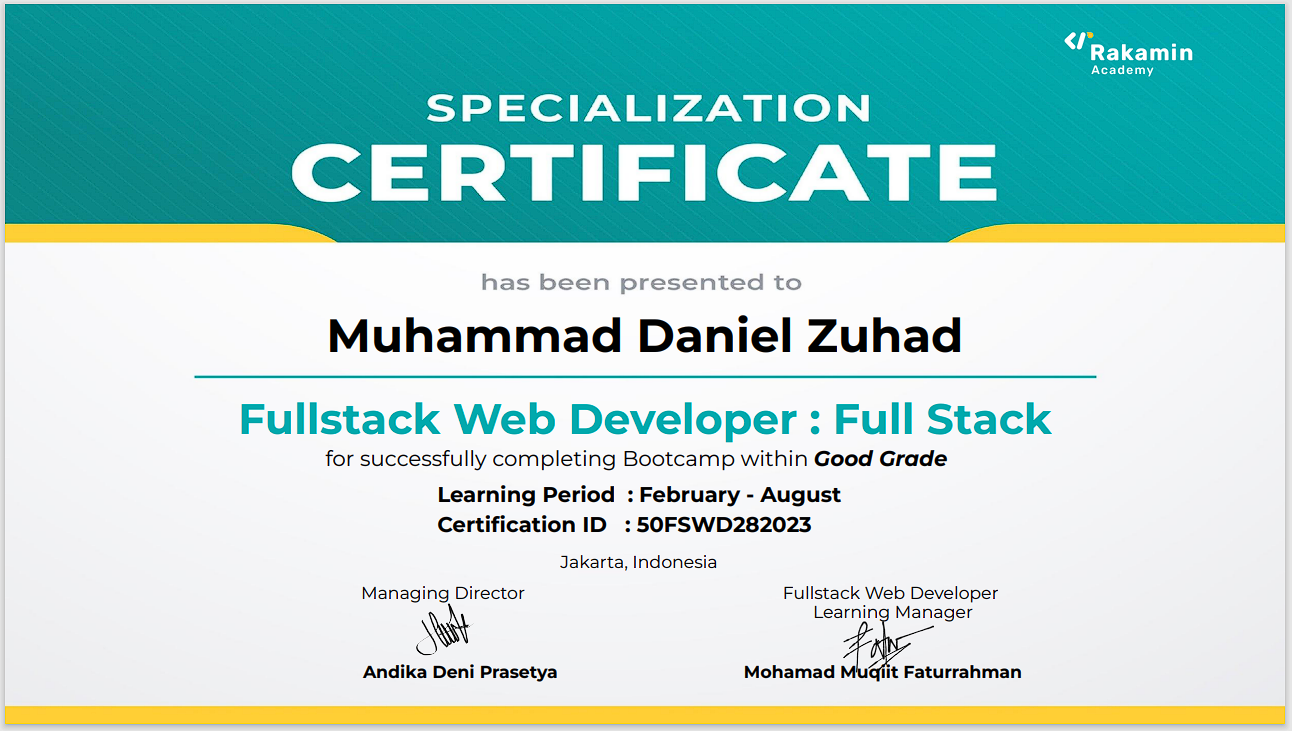 Rakamin
Academy
SPECIALIZATION
CERTIFICATE
has been presented to
Muhammad Daniel Zuhad
Fullstack Web Developer : Full Stack
for successfully completing Bootcamp within Good Grade
Learning Period : February - August
Certification ID : 50FSWD282023
Jakarta, Indonesia
Managing Director
Andika Deni Prasetya
Fullstack Web Developer
Learning Manager
Mohamad Muqiit Faturrahman